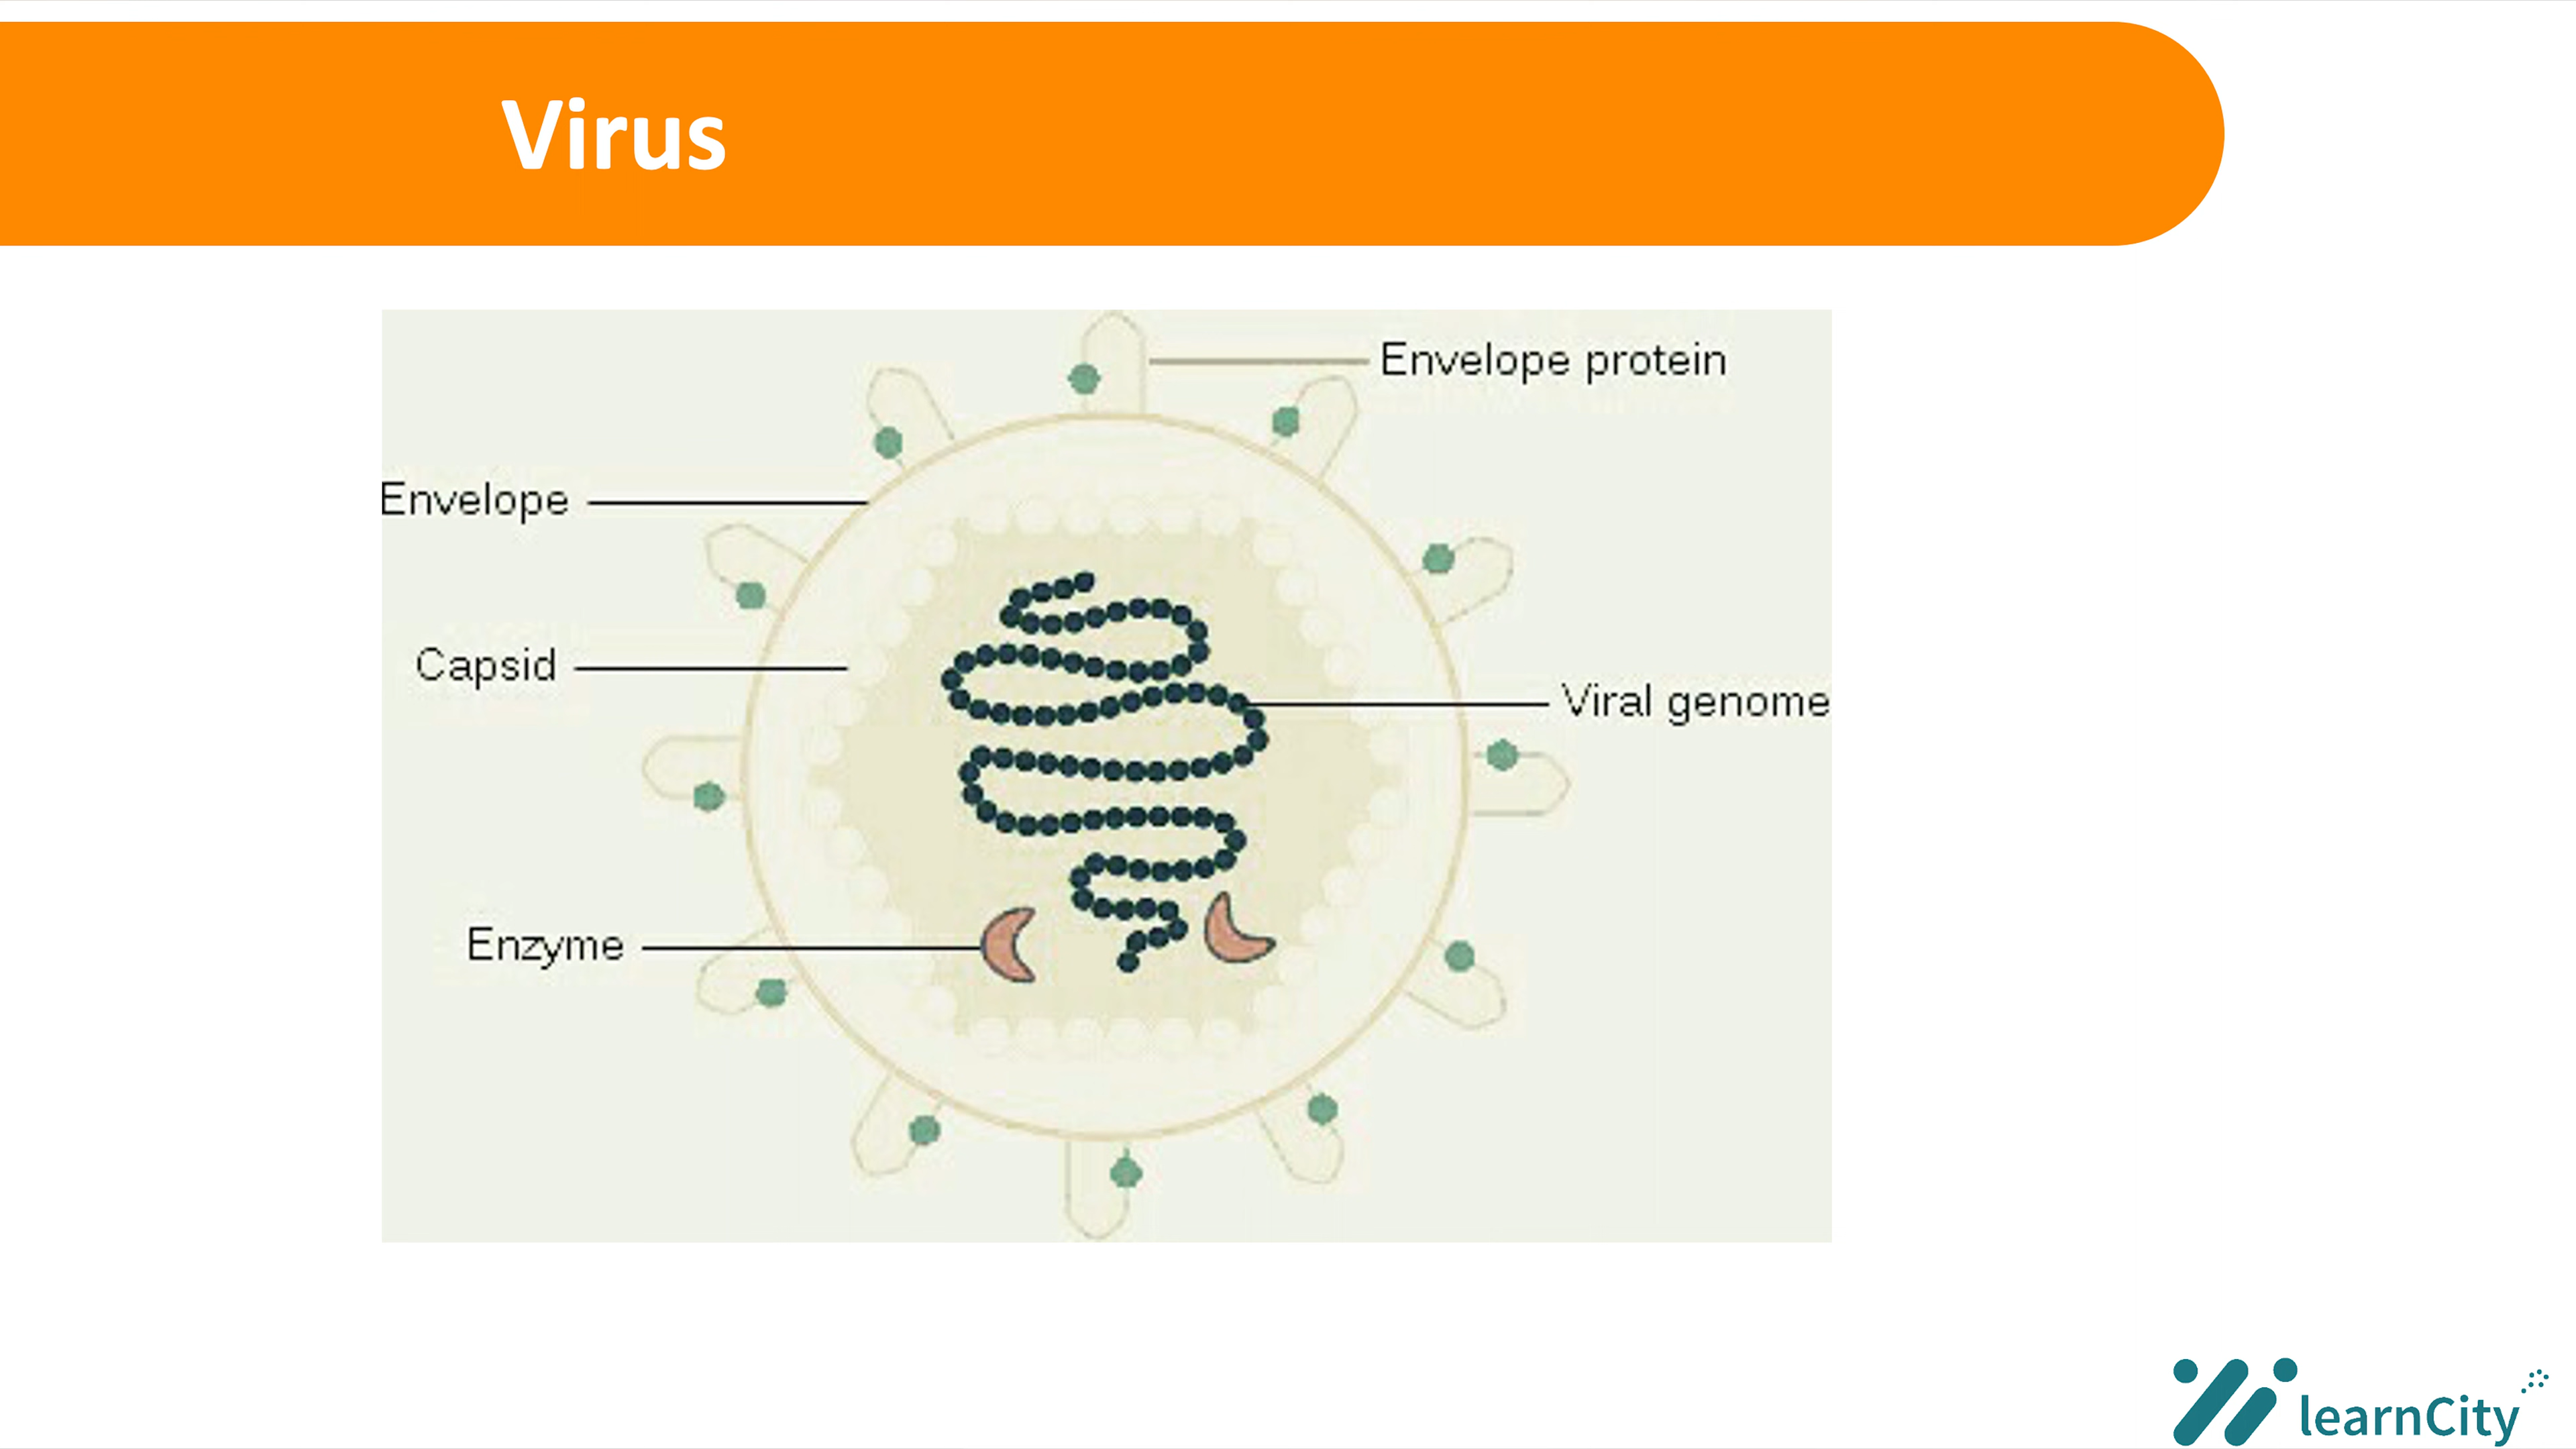 Virus
Envelope protein
Envelope
Capsid
Viral genome
Enzyme
learnCity